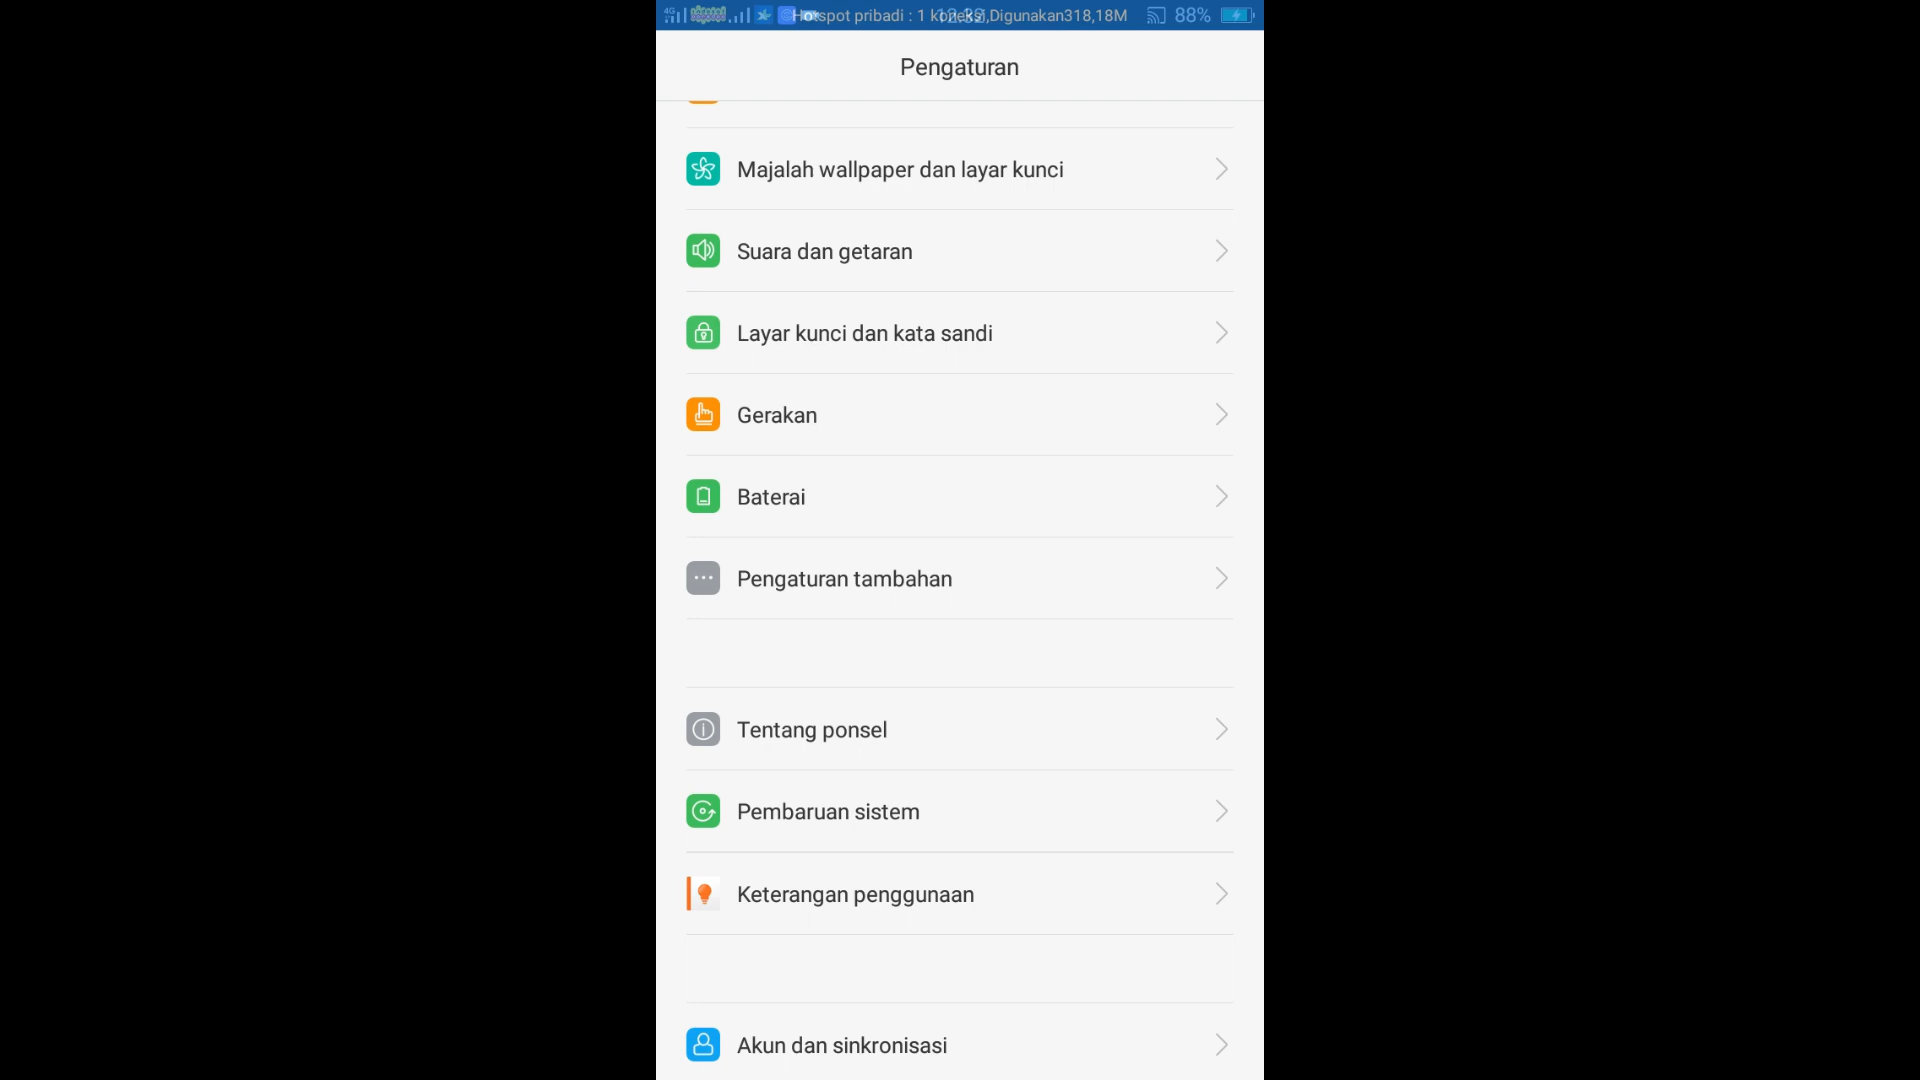 4G Hotspot pribadi : 1 koneksi,Digunakan318,18M 88%
Pengaturan
Majalah wallpaper dan layar kunci
Suara dan getaran
Layar kunci dan kata sandi
Gerakan
Baterai
Pengaturan tambahan
Tentang ponsel
Pembaruan sistem
Keterangan penggunaan
Akun dan sinkronisasi